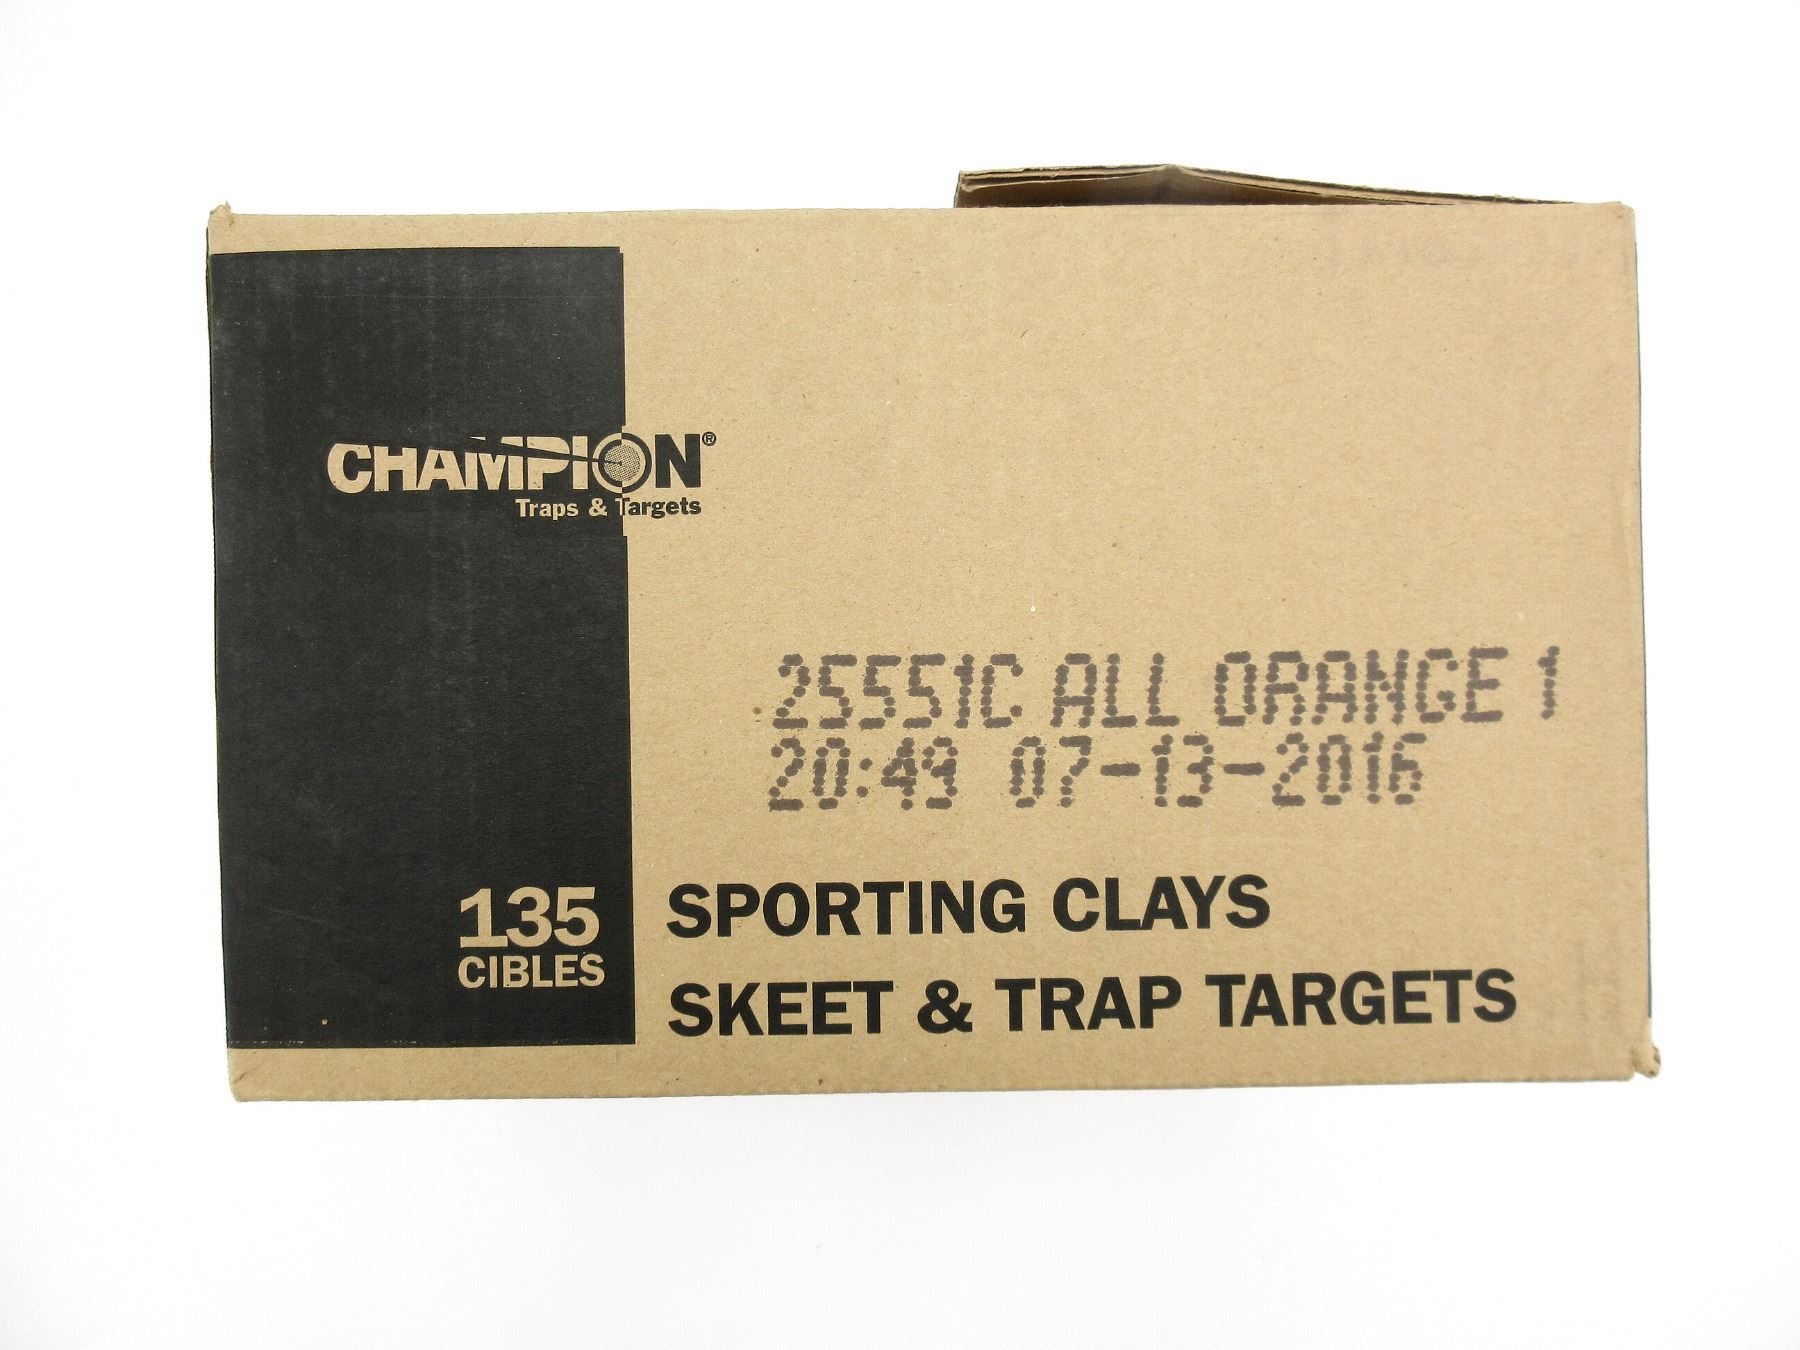 CHAMPION®
Traps & Targets
25551C ALL ORANGE 1
20:49 07-13-2016
135
CIBLES
SPORTING CLAYS
SKEET & TRAP TARGETS